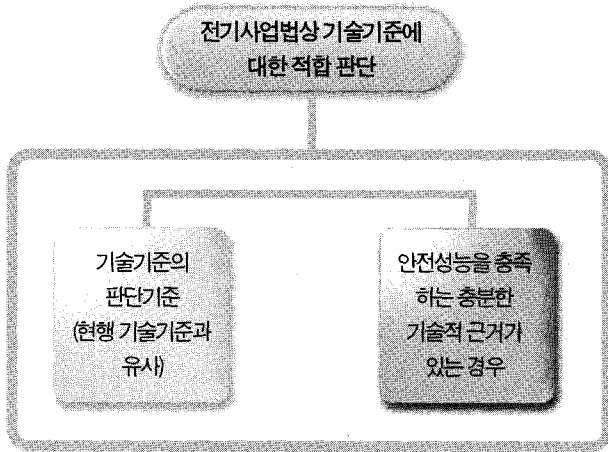 전기사업법상 기술기준에
대한 적합 판단
기술기준의
판단기준
(현행 기술기준과
유사)
안전성능을 충족
하는 충분한
기술적 근거가
있는 경우